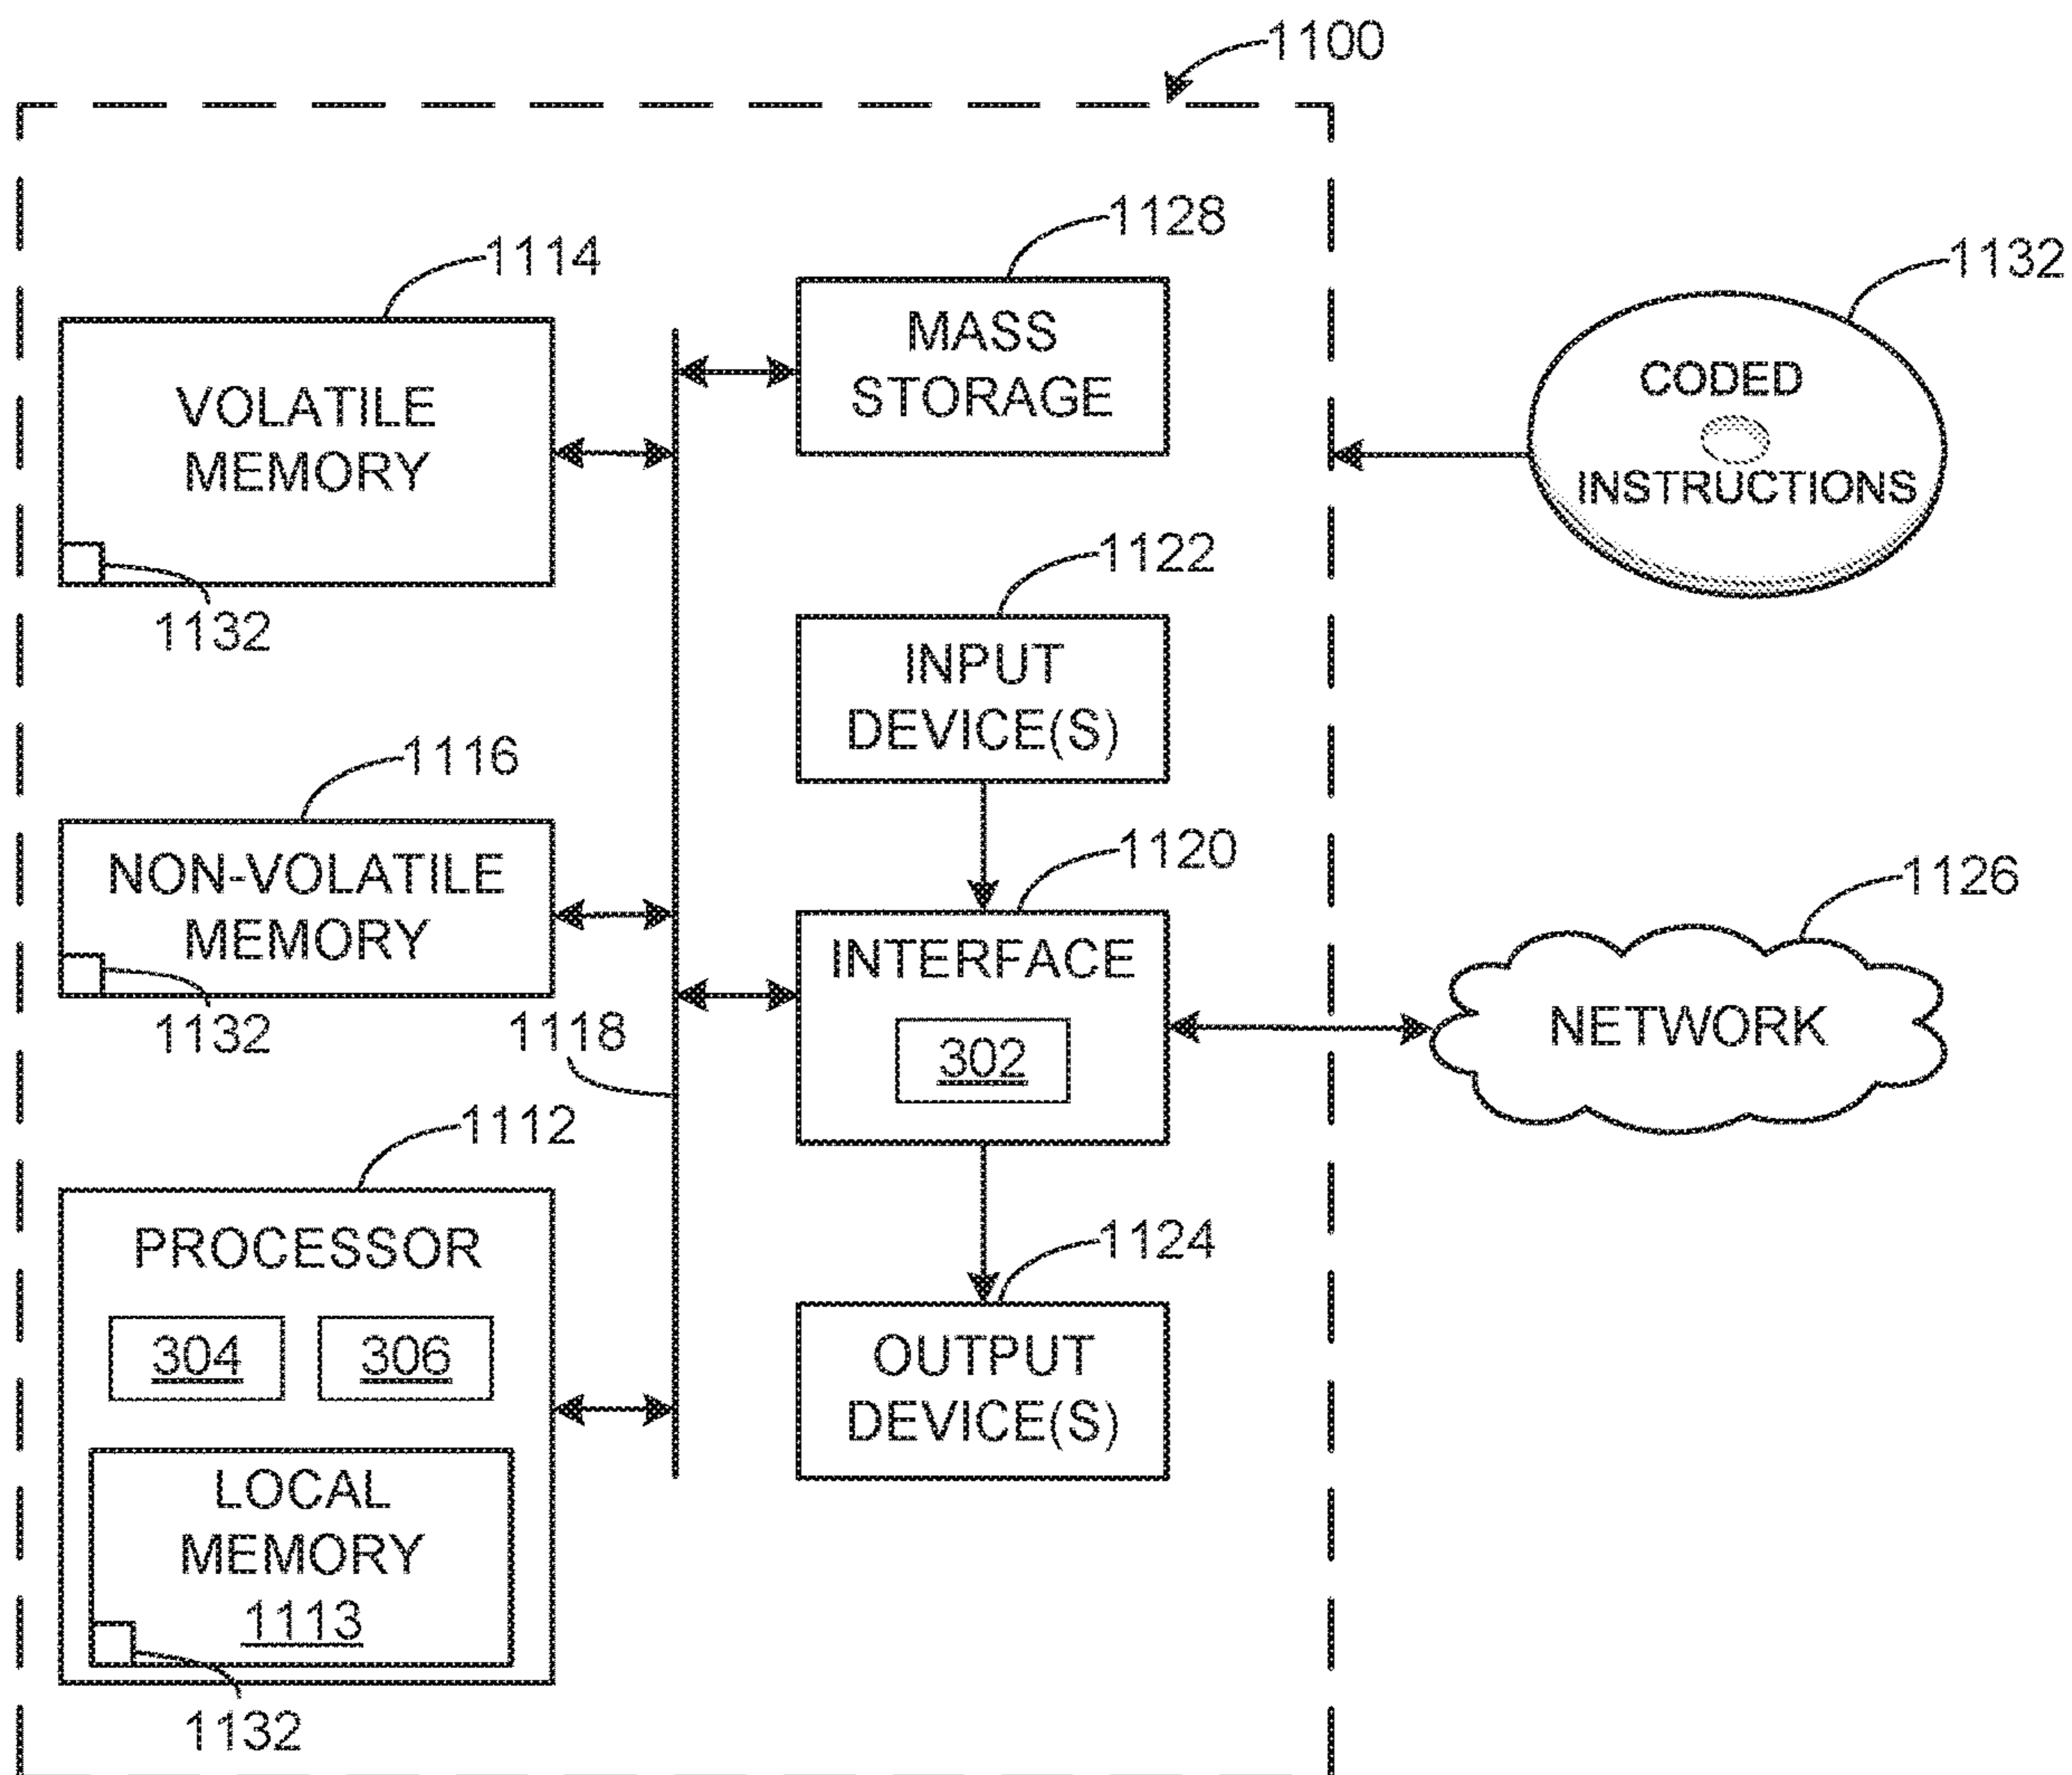 1100
1128
MASS
STORAGE
1114
VOLATILE
MEMORY
1132
1132
CODED
INSTRUCTIONS
1122
INPUT
DEVICE(S)
1116
NON-VOLATILE
MEMORY
1132
1118
1120
INTERFACE
302
1126
NETWORK
1112
PROCESSOR
304
306
LOCAL
MEMORY
1113
1132
1124
OUTPUT
DEVICE(S)